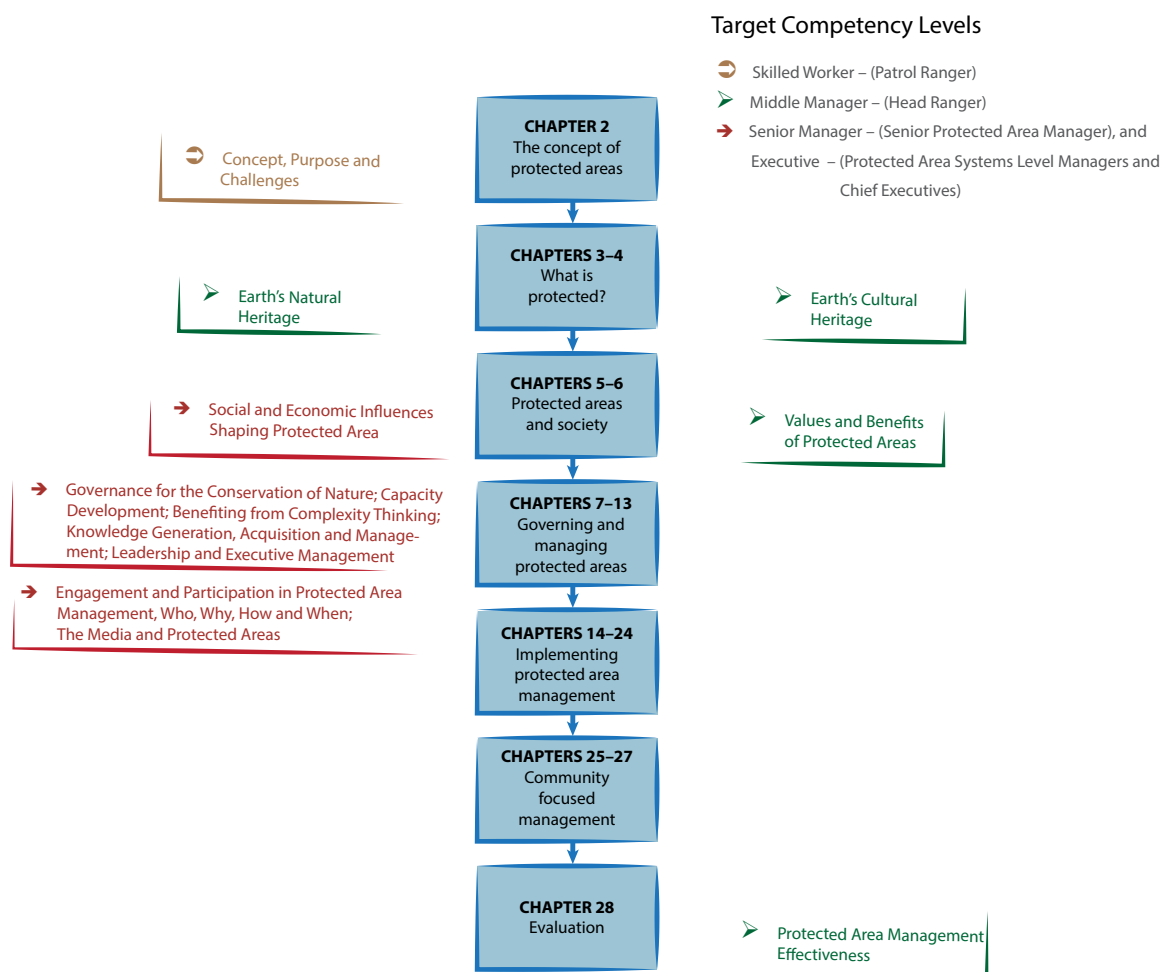 Target Competency Levels
Skilled Worker – (Patrol Ranger)
Middle Manager – (Head Ranger)
Senior Manager – (Senior Protected Area Manager), and
Executive – (Protected Area Systems Level Managers and
Chief Executives)
CHAPTER 2
The concept of
protected areas
Concept, Purpose and
Challenges
CHAPTERS 3–4
What is
protected?
Earth's Natural
Heritage
Earth's Cultural
Heritage
CHAPTERS 5–6
Protected areas
and society
Social and Economic Influences
Shaping Protected Area
Values and Benefits
of Protected Areas
CHAPTERS 7–13
Governing and
managing
protected areas
Governance for the Conservation of Nature; Capacity
Development; Benefiting from Complexity Thinking;
Knowledge Generation, Acquisition and Manage-
ment; Leadership and Executive Management
Engagement and Participation in Protected Area
Management, Who, Why, How and When;
The Media and Protected Areas
CHAPTERS 14–24
Implementing
protected area
management
CHAPTERS 25–27
Community
focused
management
CHAPTER 28
Evaluation
Protected Area Management
Effectiveness